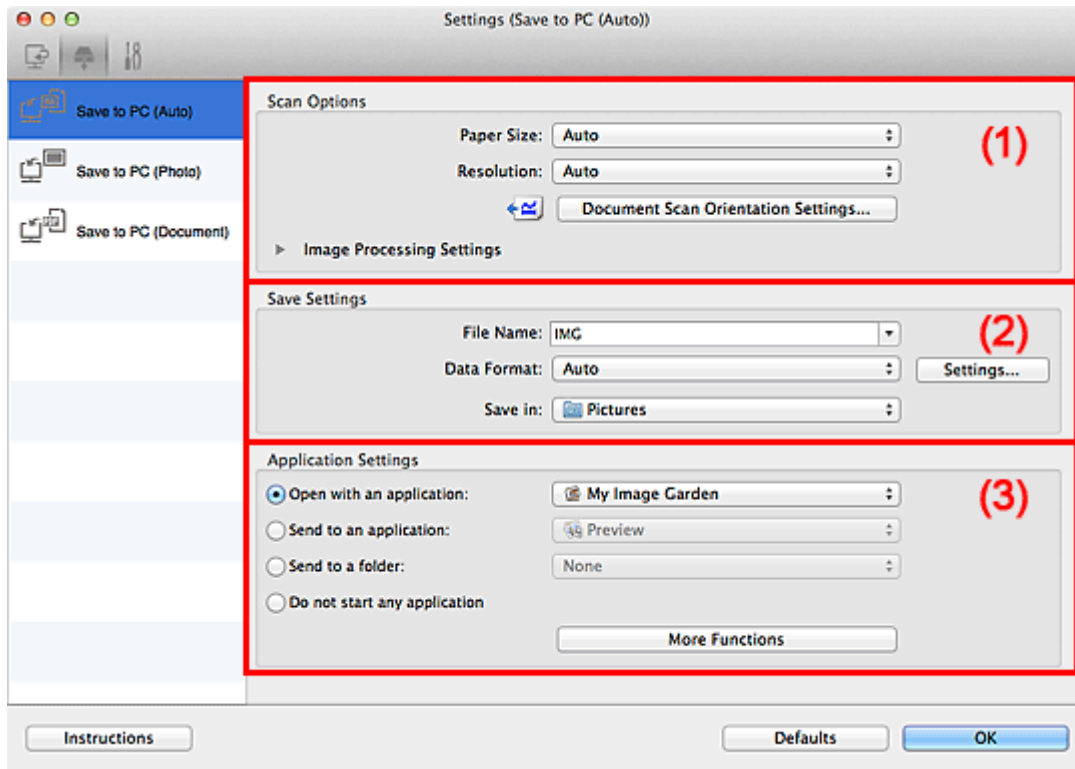 Settings (Save to PC (Auto))
Save to PC (Auto)
Save to PC (Photo)
Save to PC (Document)
Scan Options
(1)
Paper Size: Auto
Resolution: Auto
Document Scan Orientation Settings...
Image Processing Settings
Save Settings
(2)
File Name: IMG
Data Format: Auto
Settings...
Save in: Pictures
Application Settings
(3)
Open with an application: My Image Garden
Send to an application: Preview
Send to a folder: None
Do not start any application
More Functions
Instructions
Defaults
OK